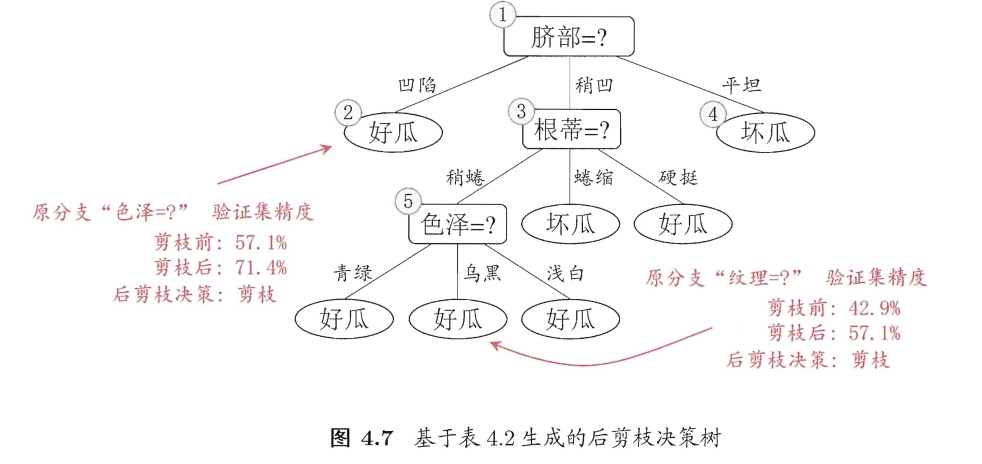 ①
脐部=?
凹陷
稍凹
平坦
②
好瓜
③
根蒂=?
④
坏瓜
稍蜷
蜷缩
硬挺
⑤
色泽=?
坏瓜
好瓜
原分支“色泽=?” 验证集精度
剪枝前: 57.1%
剪枝后: 71.4%
后剪枝决策: 剪枝
青绿
乌黑
浅白
好瓜
好瓜
好瓜
原分支“纹理=?” 验证集精度
剪枝前: 42.9%
剪枝后: 57.1%
后剪枝决策: 剪枝
图 4.7 基于表 4.2 生成的后剪枝决策树